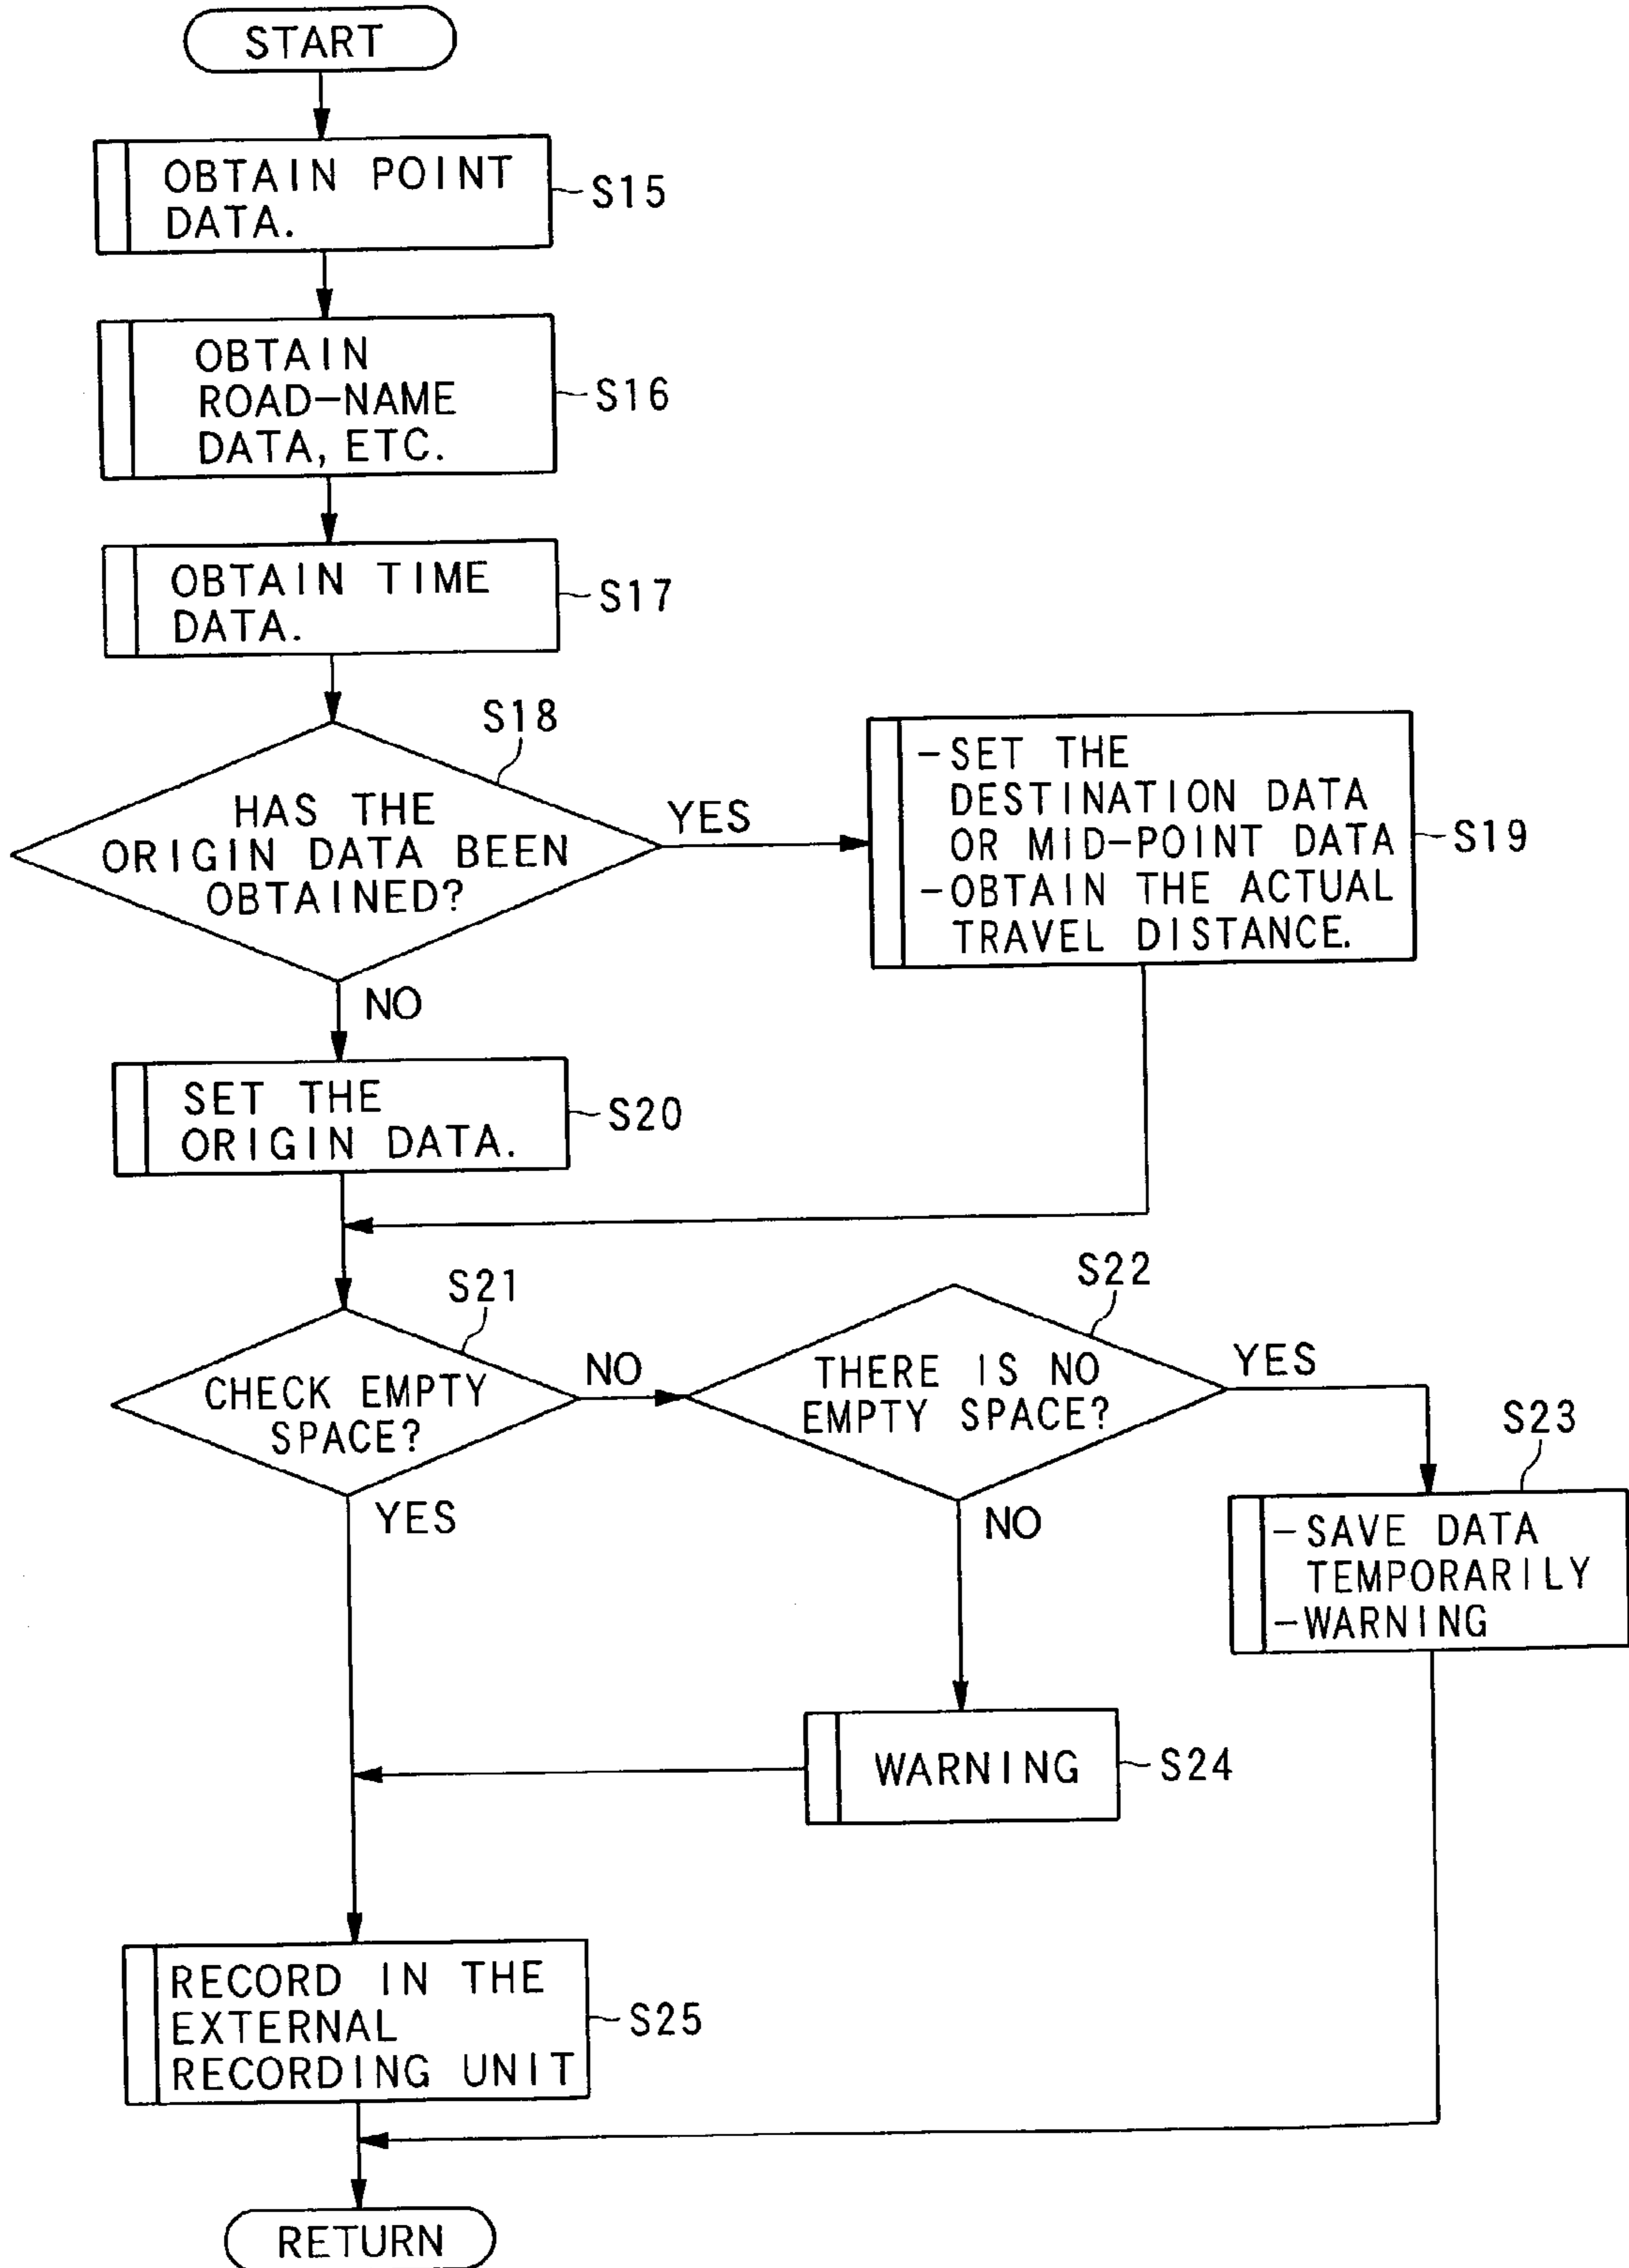 START
OBTAIN POINT
DATA.
S15
OBTAIN
ROAD-NAME
DATA, ETC.
S16
OBTAIN TIME
DATA.
S17
S18
HAS THE
ORIGIN DATA BEEN
OBTAINED?
YES
-SET THE
DESTINATION DATA
OR MID-POINT DATA
-OBTAIN THE ACTUAL
TRAVEL DISTANCE.
S19
NO
SET THE
ORIGIN DATA.
S20
S21
CHECK EMPTY
SPACE?
NO
S22
THERE IS NO
EMPTY SPACE?
YES
S23
-SAVE DATA
TEMPORARILY
-WARNING
YES
NO
WARNING
S24
RECORD IN THE
EXTERNAL
RECORDING UNIT
S25
RETURN